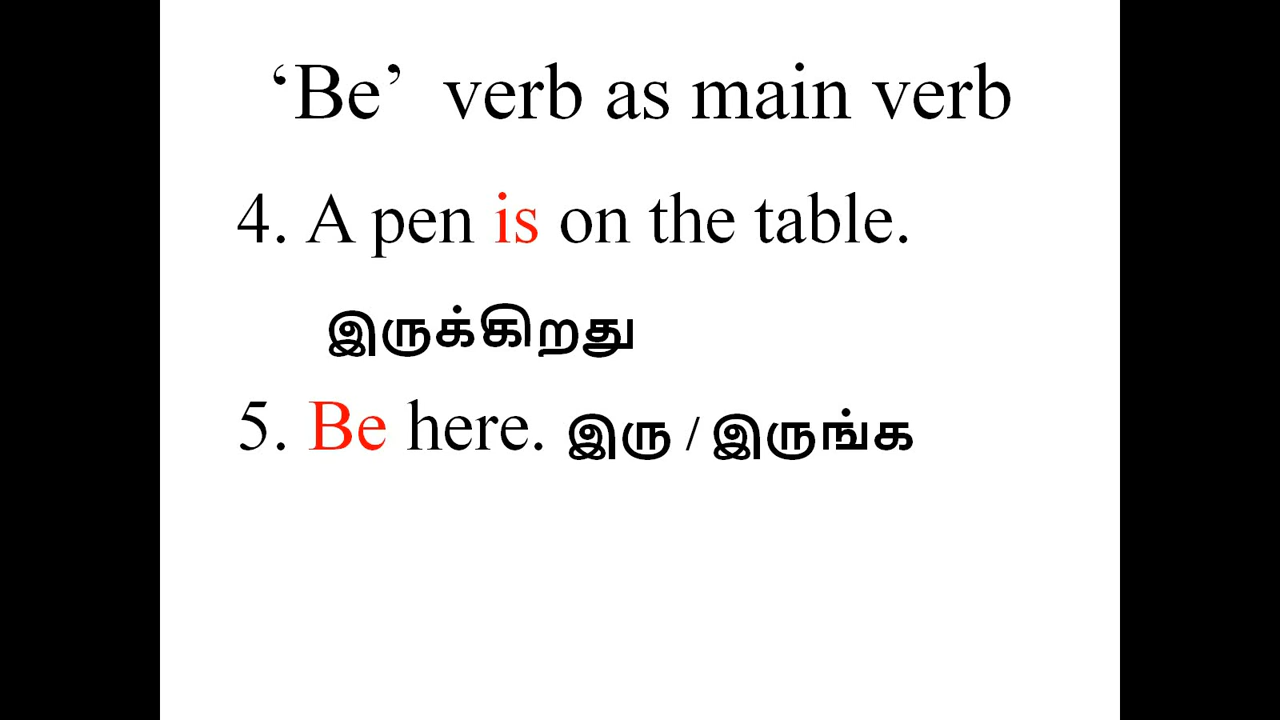 ‘Be’ verb as main verb
4. A pen is on the table.
இருக்கிறது
5. Be here. இரு / இருங்க